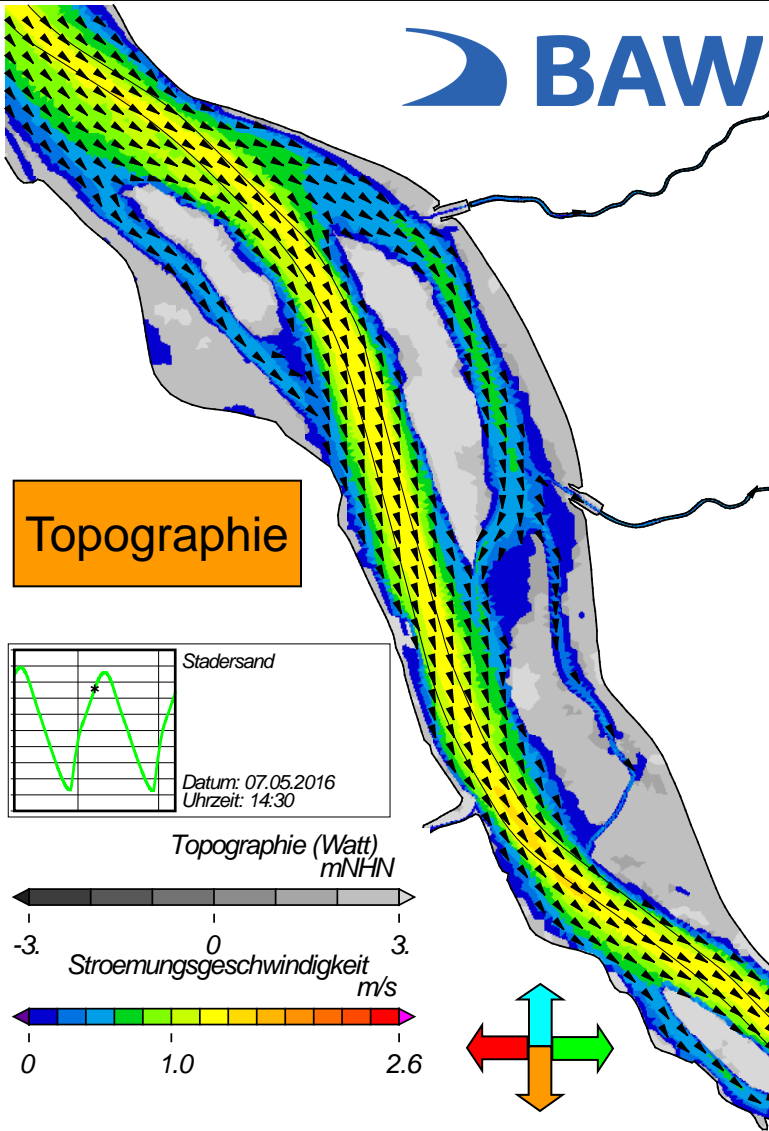 BAW
Topographie
Stadersand
Datum: 07.05.2016
Uhrzeit: 14:30
Topographie (Watt)
mNHN
-3. 0 3.
Stroemungsgeschwindigkeit
m/s
0 1.0 2.6